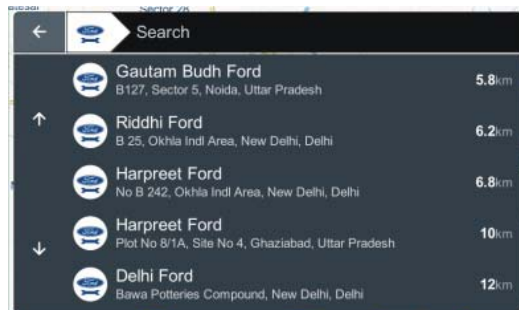 Sector 28
Search
Gautam Budh Ford
5.8km
B127, Sector 5, Noida, Uttar Pradesh
Riddhi Ford
6.2km
B 25, Okhla Indl Area, New Delhi, Delhi
Harpreet Ford
6.8km
No B 242, Okhla Indl Area, New Delhi, Delhi
Harpreet Ford
10km
Plot No 8/1A, Site No 4, Ghaziabad, Uttar Pradesh
Delhi Ford
12km
Bawa Potteries Compound, New Delhi, Delhi